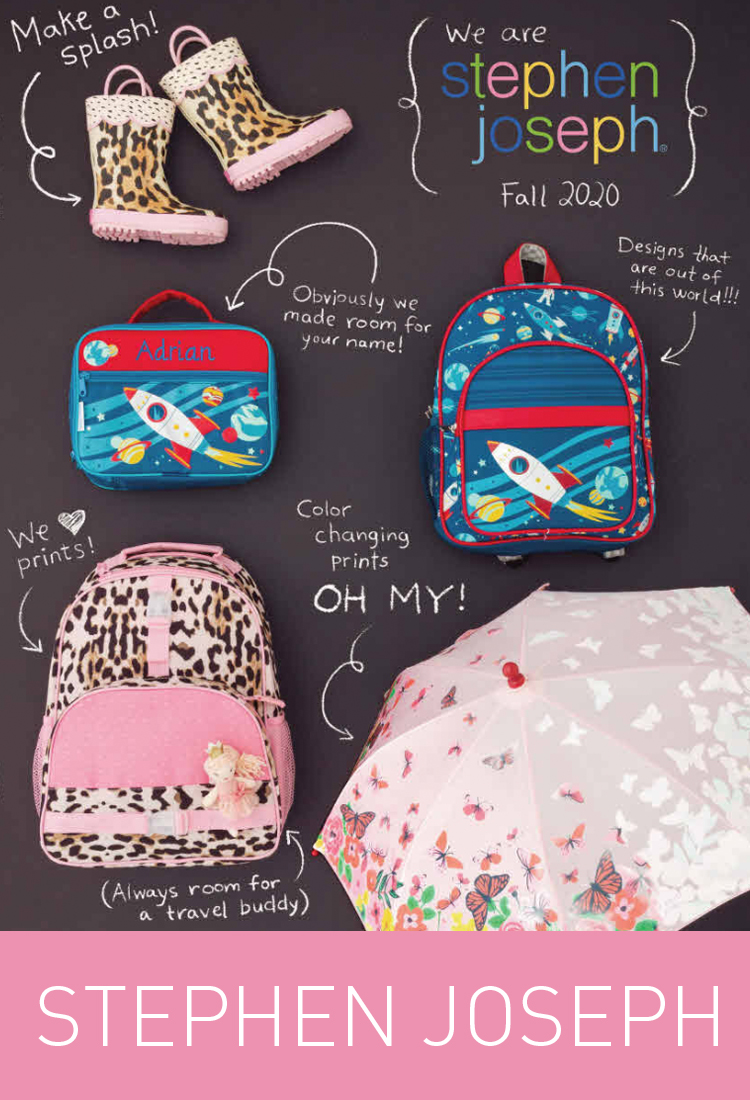 Make a
splash!
We are
stephen
joseph®
Fall 2020
Designs that
are out of
this world!!!
Obviously we
made room for
your name!
Adrian
We
prints!
Color
changing
prints
OH MY!
(Always room for
a travel buddy)
STEPHEN JOSEPH